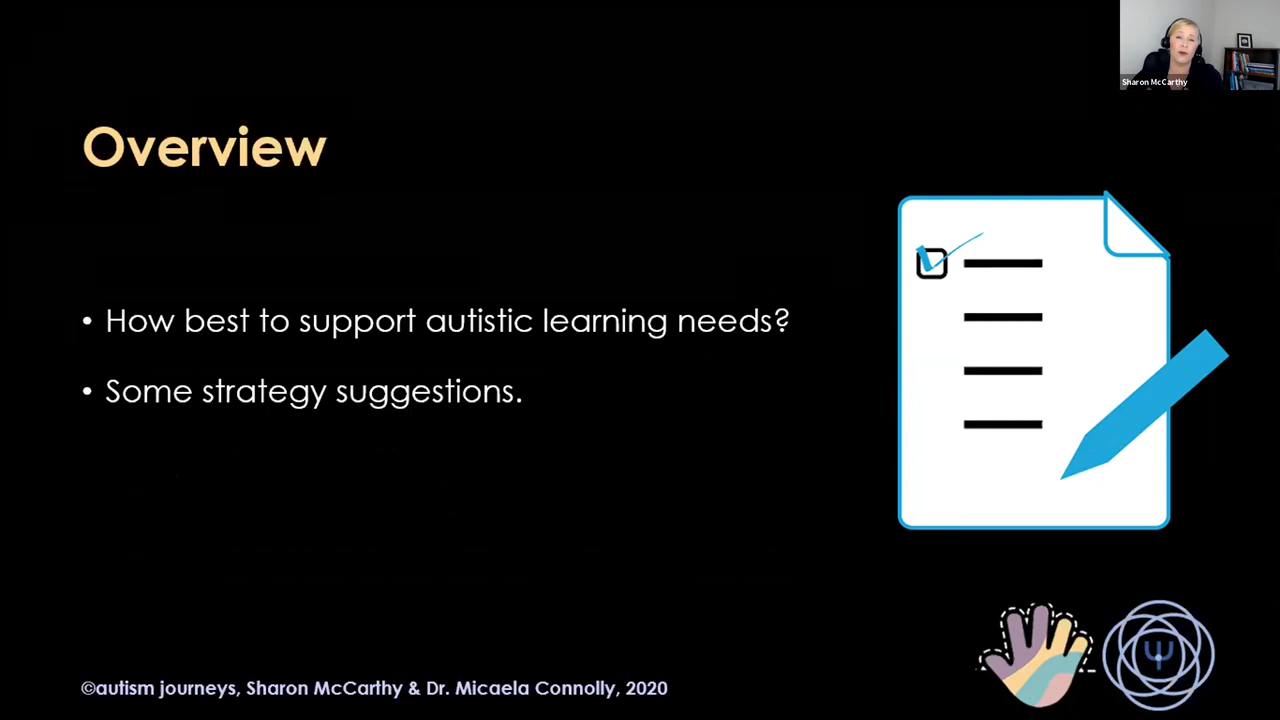 Sharon McCarthy
Overview
• How best to support autistic learning needs?
• Some strategy suggestions.
Ψ
©autism journeys, Sharon McCarthy & Dr. Micaela Connolly, 2020